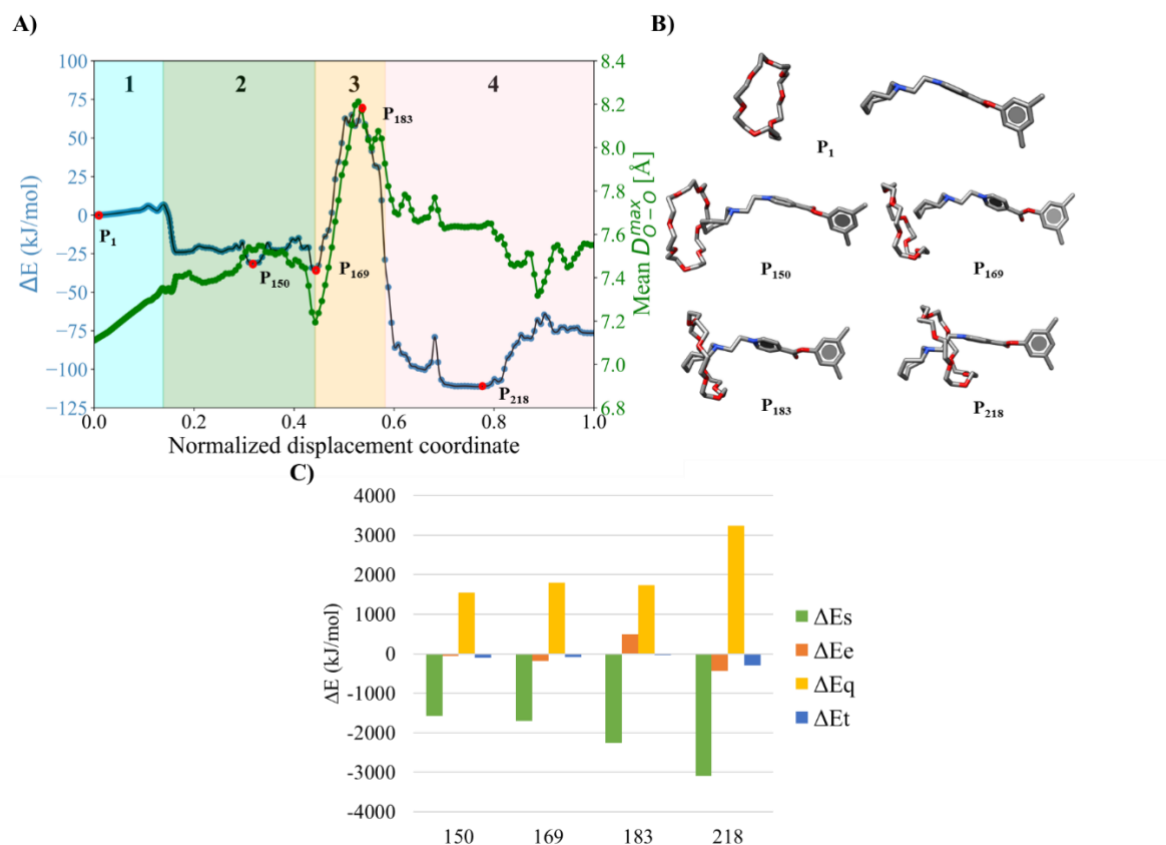 A)
B)
100
75
50
25
0
−25
−50
−75
−100
−125
ΔE (kJ/mol)
1
2
3
4
P1
P150
P169
P183
P218
8.4
8.2
8.0
7.8
7.6
7.4
7.2
7.0
6.8
Mean D_{O−O}^{max} [Å]
0.0 0.2 0.4 0.6 0.8 1.0
Normalized displacement coordinate
P1
P150
P169
P183
P218
C)
4000
3000
2000
1000
0
-1000
-2000
-3000
-4000
ΔE (kJ/mol)
150 169 183 218
ΔEs
ΔEe
ΔEq
ΔEt